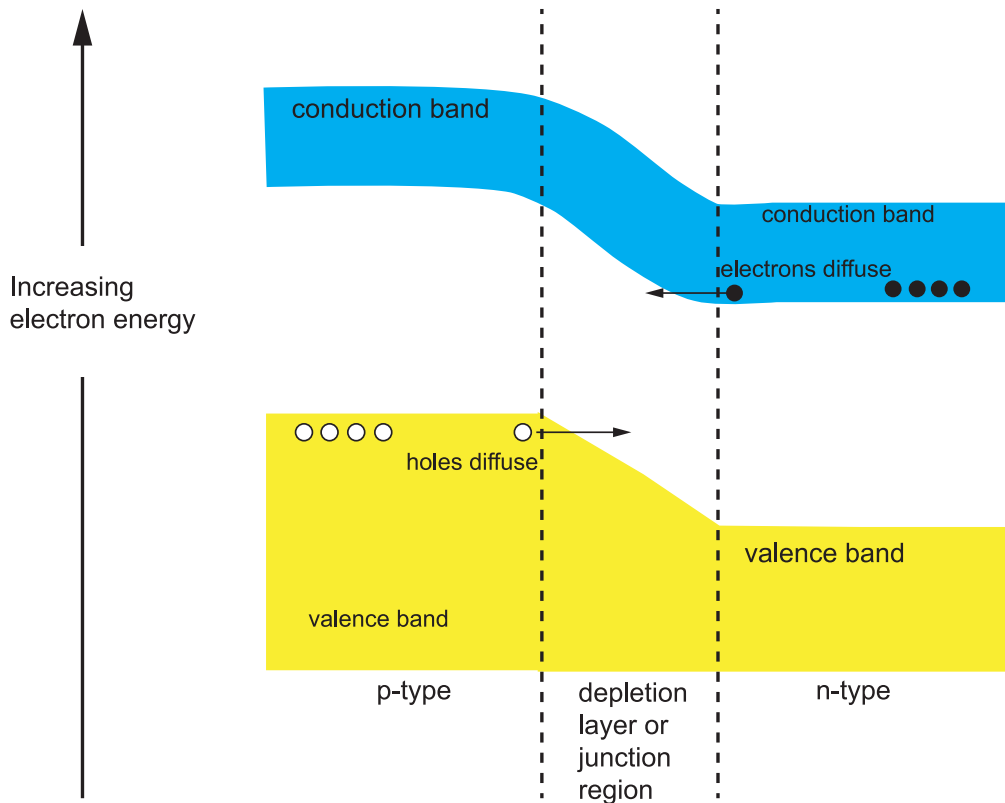 conduction band
conduction band
electrons diffuse
Increasing
electron energy
holes diffuse
valence band
valence band
p-type
depletion
layer or
junction
region
n-type